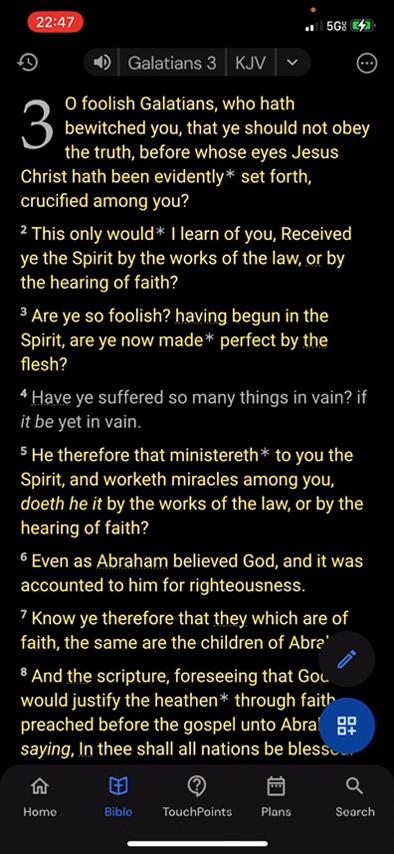 22:47
5G
Galatians 3 KJV
3 O foolish Galatians, who hath
bewitched you, that ye should not obey
the truth, before whose eyes Jesus
Christ hath been evidently* set forth,
crucified among you?
2 This only would* I learn of you, Received
ye the Spirit by the works of the law, or by
the hearing of faith?
3 Are ye so foolish? having begun in the
Spirit, are ye now made* perfect by the
flesh?
4 Have ye suffered so many things in vain? if
it be yet in vain.
5 He therefore that ministereth* to you the
Spirit, and worketh miracles among you,
doeth he it by the works of the law, or by the
hearing of faith?
6 Even as Abraham believed God, and it was
accounted to him for righteousness.
7 Know ye therefore that they which are of
faith, the same are the children of Abra
8 And the scripture, foreseeing that God
would justify the heathen* through faith
preached before the gospel unto Abra
saying, In thee shall all nations be blesse
Home Bible TouchPoints Plans Search